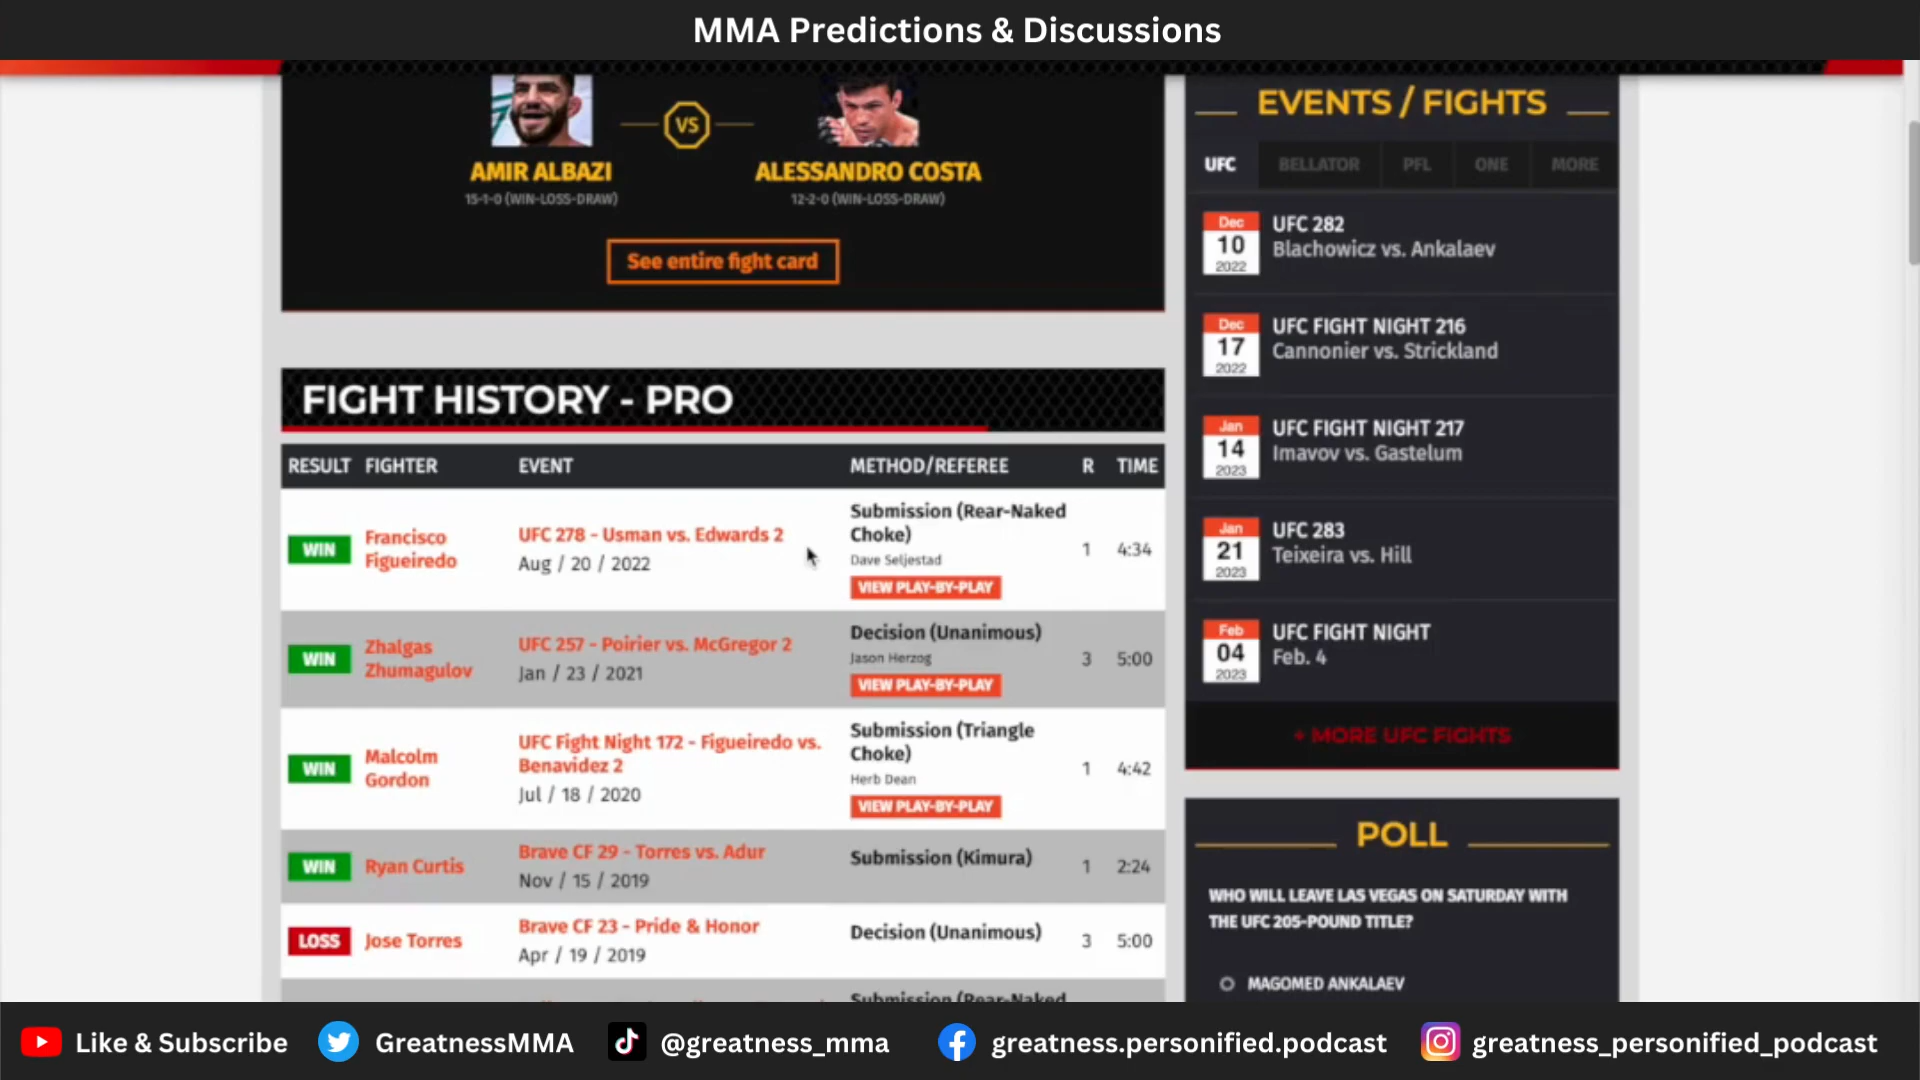 MMA Predictions & Discussions
VS
AMIR ALBAZI
15-1-0 (WIN-LOSS-DRAW)
ALESSANDRO COSTA
12-2-0 (WIN-LOSS-DRAW)
See entire fight card
FIGHT HISTORY - PRO
RESULT FIGHTER EVENT METHOD/REFEREE R TIME
WIN
Francisco
Figueiredo
UFC 278 - Usman vs. Edwards 2
Aug / 20 / 2022
Submission (Rear-Naked
Choke)
Dave Seljestad
VIEW PLAY-BY-PLAY
1 4:34
WIN
Zhalgas
Zhumagulov
UFC 257 - Poirier vs. McGregor 2
Jan / 23 / 2021
Decision (Unanimous)
Jason Herzog
VIEW PLAY-BY-PLAY
3 5:00
WIN
Malcolm
Gordon
UFC Fight Night 172 - Figueiredo vs.
Benavidez 2
Jul / 18 / 2020
Submission (Triangle
Choke)
Herb Dean
VIEW PLAY-BY-PLAY
1 4:42
WIN
Ryan Curtis
Brave CF 29 - Torres vs. Adur
Nov / 15 / 2019
Submission (Kimura)
1 2:24
LOSS
Jose Torres
Brave CF 23 - Pride & Honor
Apr / 19 / 2019
Decision (Unanimous)
3 5:00
Submission (Rear-Naked
EVENTS / FIGHTS
UFC BELLATOR PFL ONE MORE
Dec
10
2022
UFC 282
Blachowicz vs. Ankalaev
Dec
17
2022
UFC FIGHT NIGHT 216
Cannonier vs. Strickland
Jan
14
2023
UFC FIGHT NIGHT 217
Imavov vs. Gastelum
Jan
21
2023
UFC 283
Teixeira vs. Hill
Feb
04
2023
UFC FIGHT NIGHT
Feb. 4
+ MORE UFC FIGHTS
POLL
WHO WILL LEAVE LAS VEGAS ON SATURDAY WITH
THE UFC 205-POUND TITLE?
MAGOMED ANKALAEV
Like & Subscribe GreatnessMMA @greatness_mma greatness.personified.podcast greatness_personified_podcast